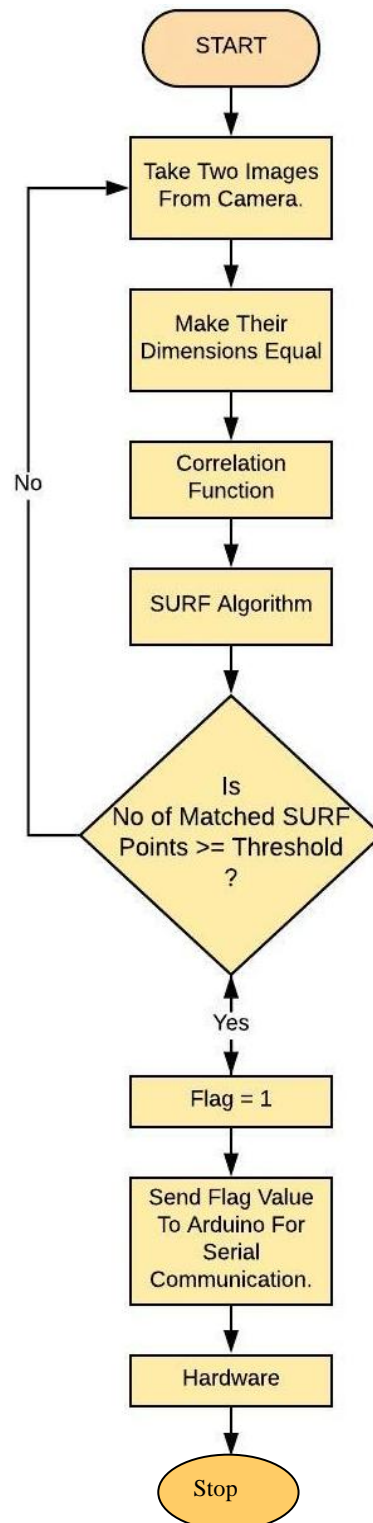 START
Take Two Images
From Camera.
Make Their
Dimensions Equal
Correlation
Function
No
SURF Algorithm
Is
No of Matched SURF
Points >= Threshold
?
Yes
Flag = 1
Send Flag Value
To Arduino For
Serial
Communication.
Hardware
Stop